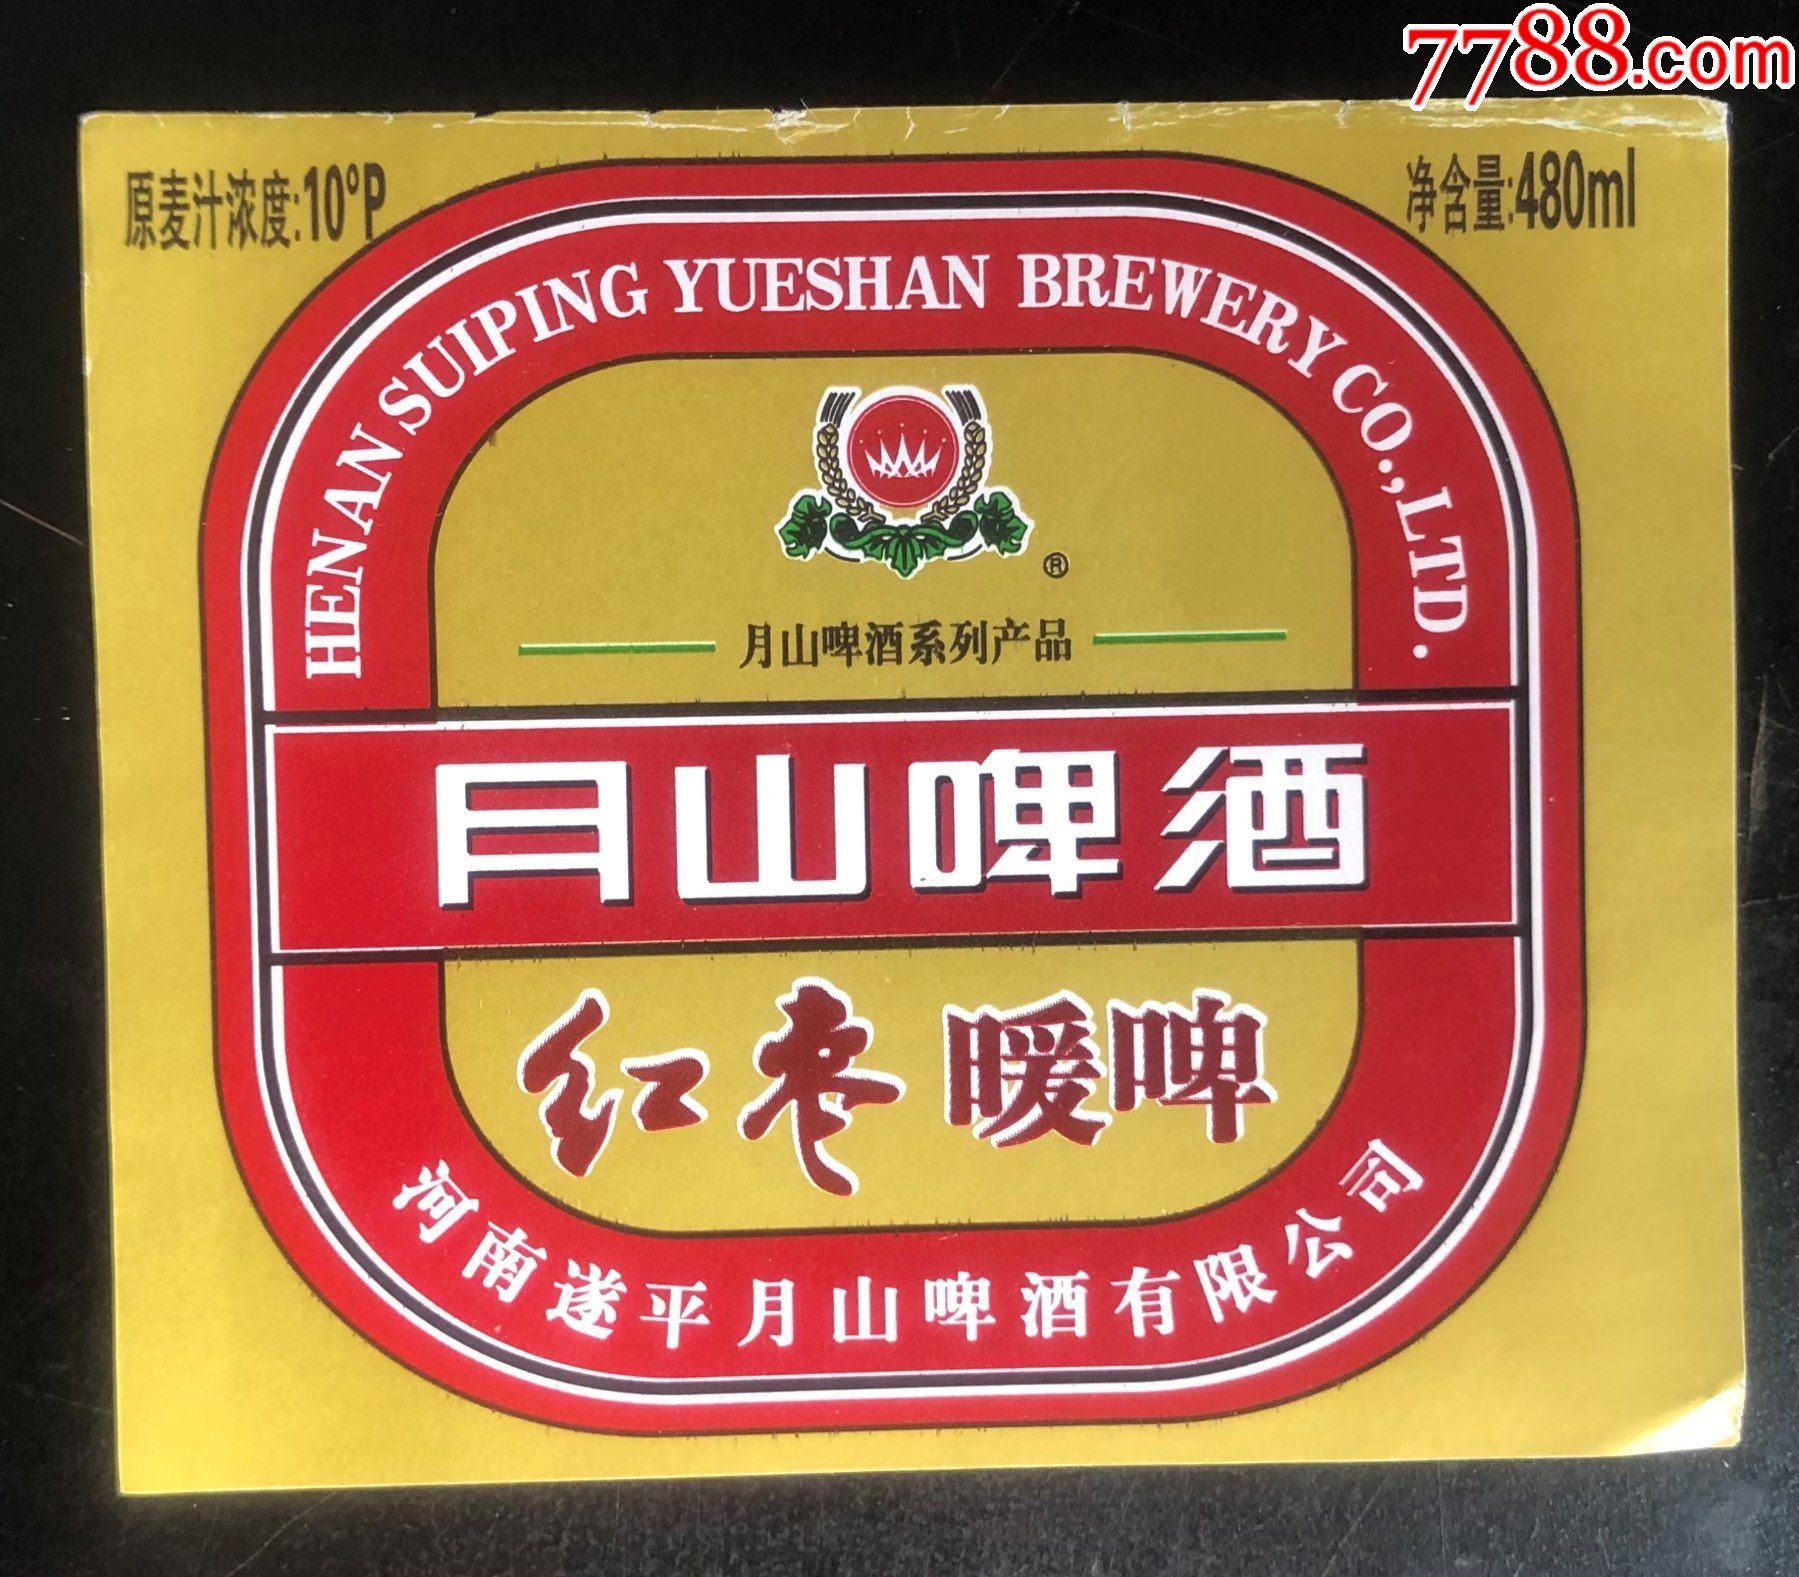 7788.com
原麦汁浓度:10°P
净含量:480ml
HENAN SUIPING YUESHAN BREWERY CO.,LTD.
®
月山啤酒系列产品
月山啤酒
红枣暖啤
河南遂平月山啤酒有限公司